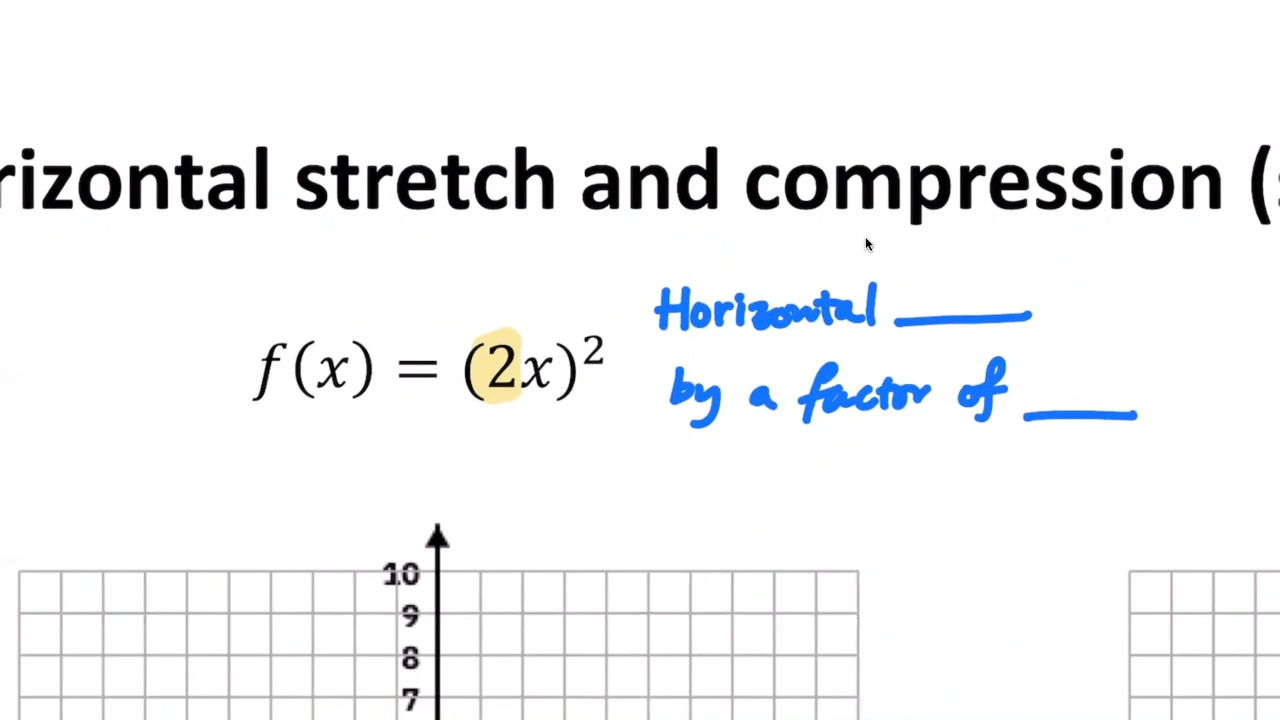 rizontal stretch and compression (
f(x) = (2x)²
Horizontal ____
by a factor of ____
10
9
8
7